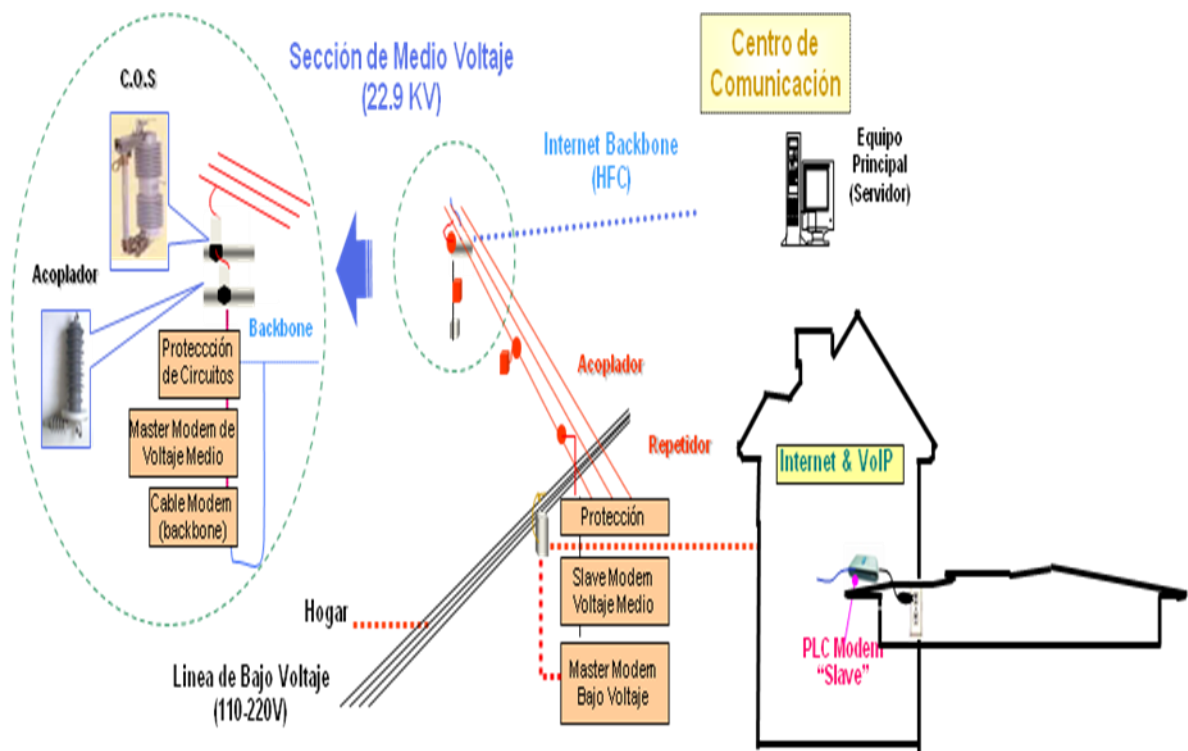 C.O.S
Sección de Medio Voltaje
(22.9 KV)
Centro de
Comunicación
Internet Backbone
(HFC)
Equipo
Principal
(Servidor)
Acoplador
Backbone
Proteccción
de Circuitos
Master Modem de
Voltaje Medio
Cable Modem
(backbone)
Acoplador
Repetidor
Internet & VoIP
Protección
Slave Modem
Voltaje Medio
Master Modem
Bajo Voltaje
Hogar
Linea de Bajo Voltaje
(110-220V)
PLC Modem
“Slave”